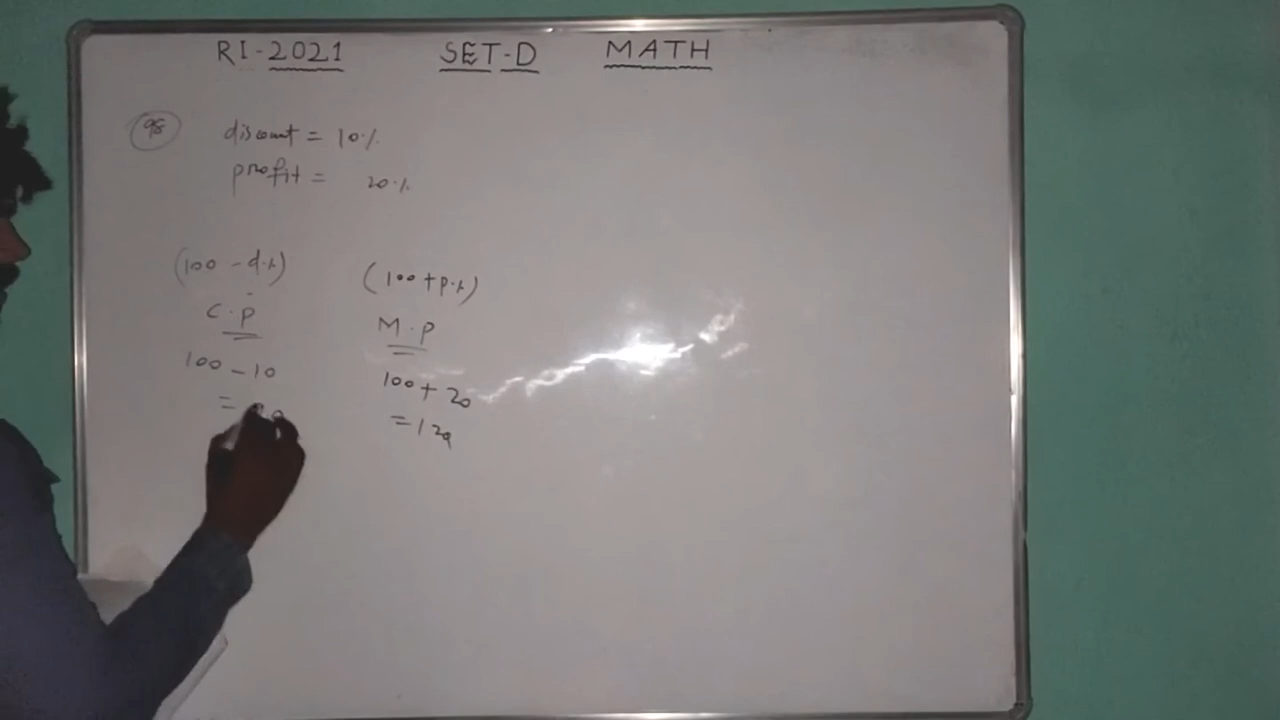 RI-2021 SET-D MATH
98 discount = 10%
profit = 20%
(100 - d%) (100 + p%)
C.P M.P
100 - 10 100 + 20
= = 120